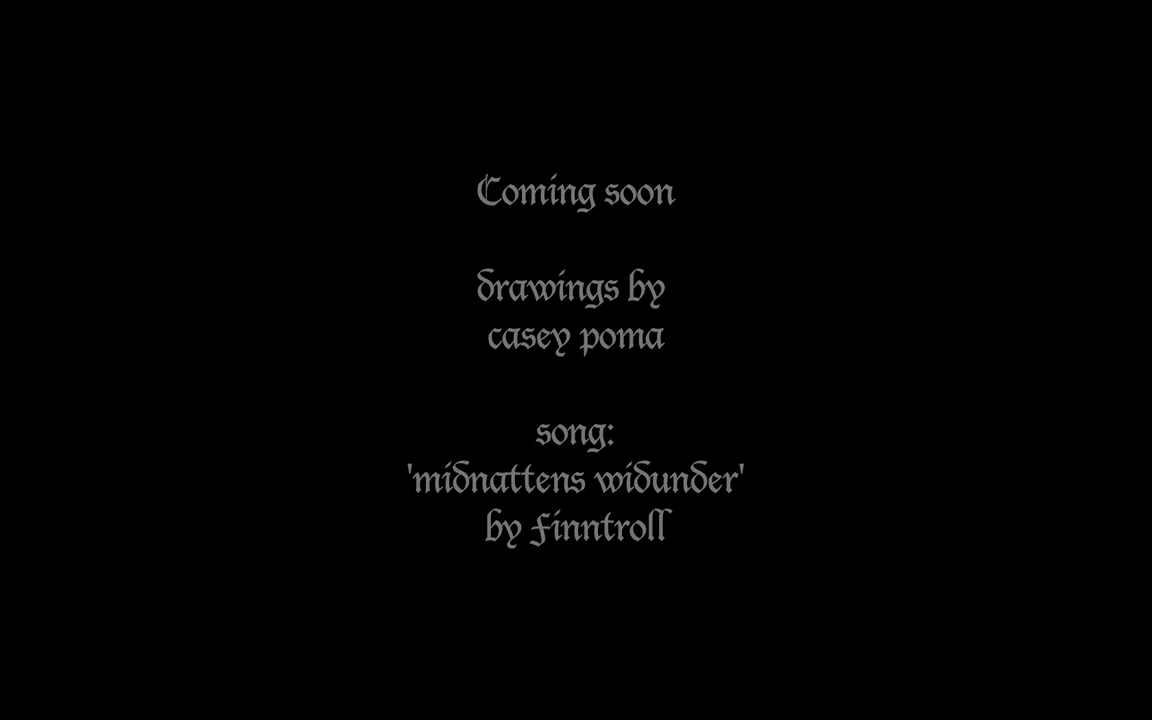 Coming soon
drawings by
casey poma
song:
'midnattens widunder'
by Finntroll